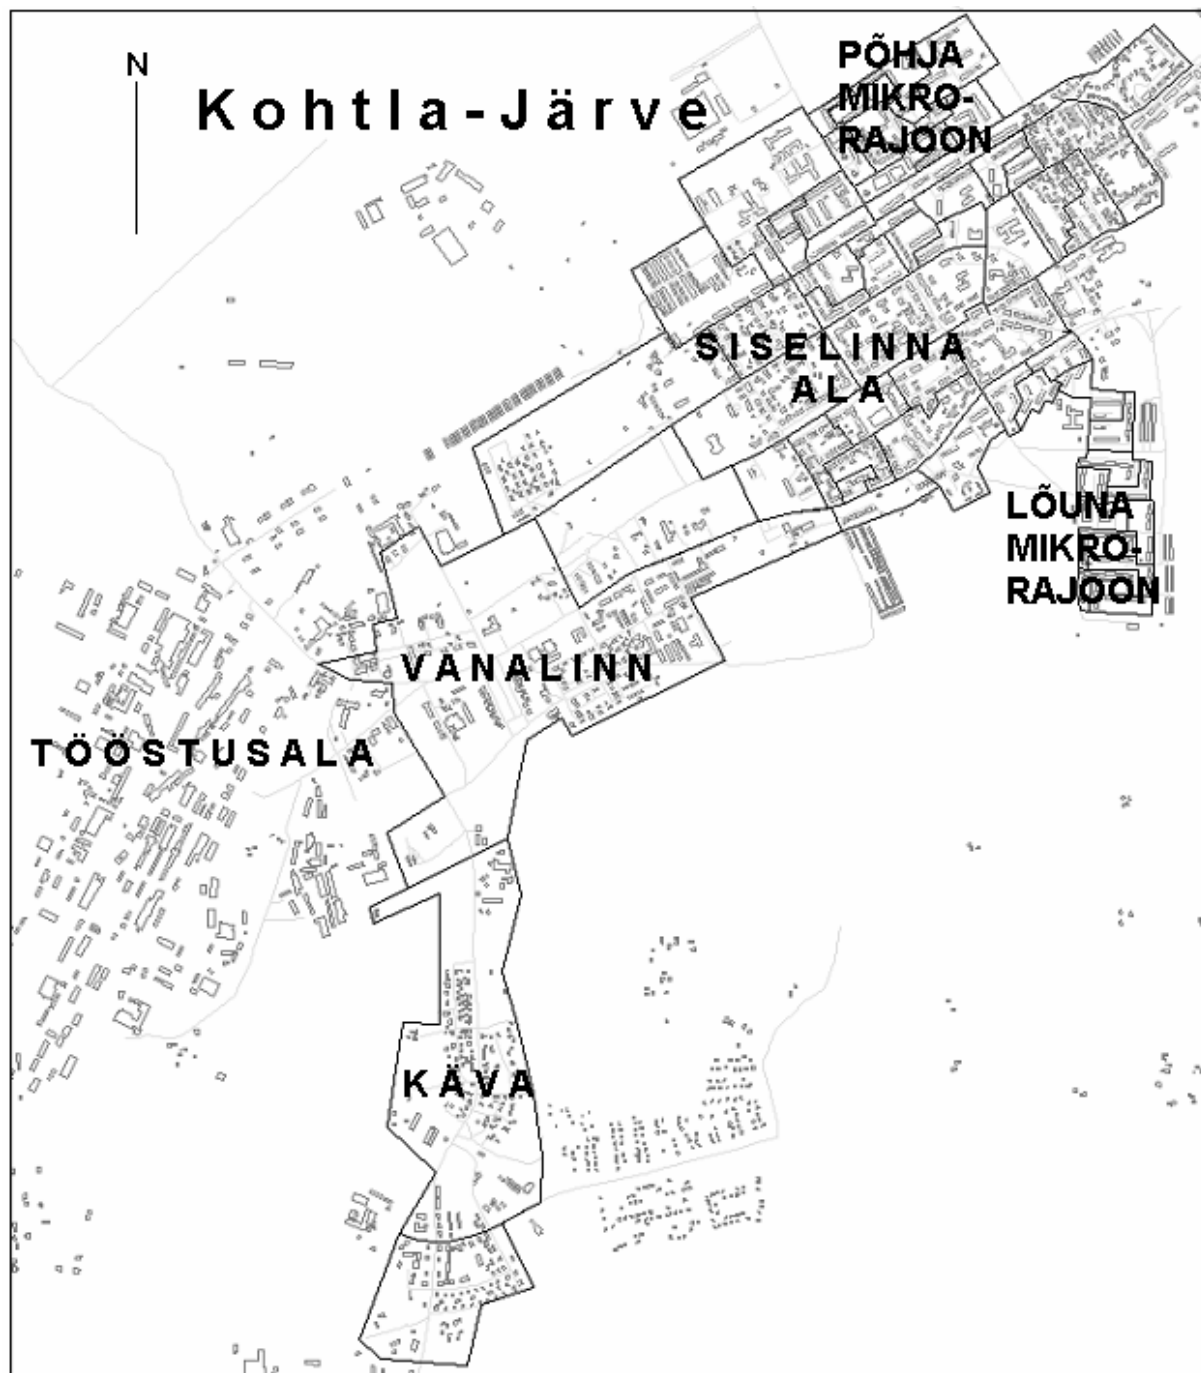 N
Kohtla-Järve
PÕHJA
MIKRO-
RAJOON
SISELINNA
ALA
LÕUNA
MIKRO-
RAJOON
VANALINN
TÖÖSTUSALA
KÄVA